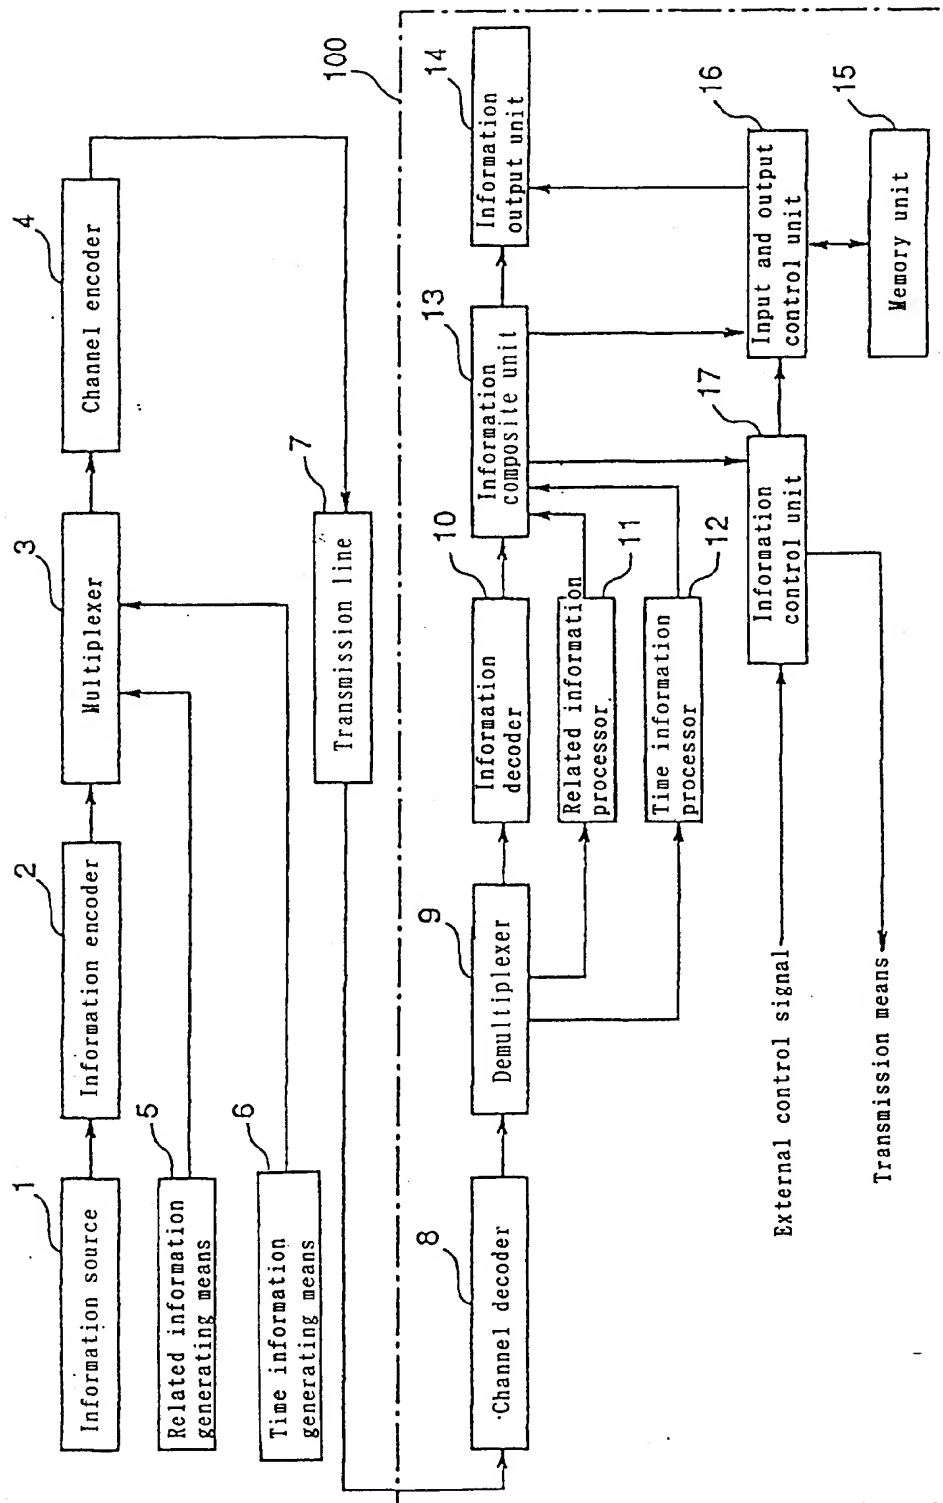 1
Information source
2
Information encoder
3
Multiplexer
4
Channel encoder
5
Related information
generating means
6
Time information
generating means
7
Transmission line
100
8
Channel decoder
9
Demultiplexer
10
Information
decoder
11
Related information
processor
12
Time information
processor
13
Information
composite unit
14
Information
output unit
External control signal
Transmission means
17
Information
control unit
16
Input and output
control unit
15
Memory unit